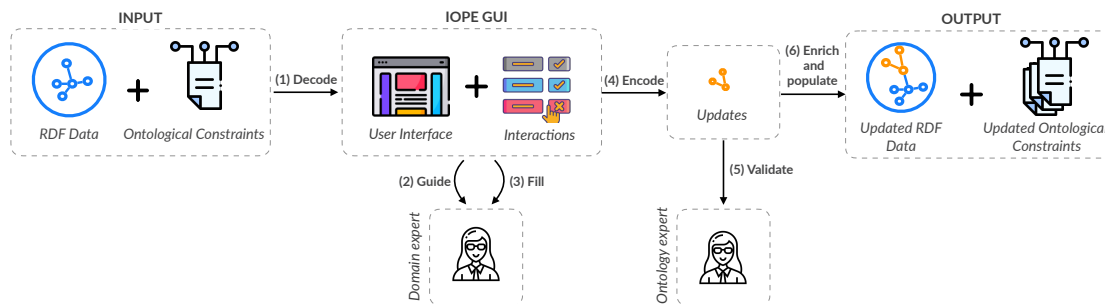 INPUT
IOPE GUI
OUTPUT
RDF Data
Ontological Constraints
(1) Decode
User Interface
Interactions
(4) Encode
Updates
(6) Enrich
and
populate
Updated RDF
Data
Updated Ontological
Constraints
(2) Guide
(3) Fill
(5) Validate
Domain expert
Ontology expert